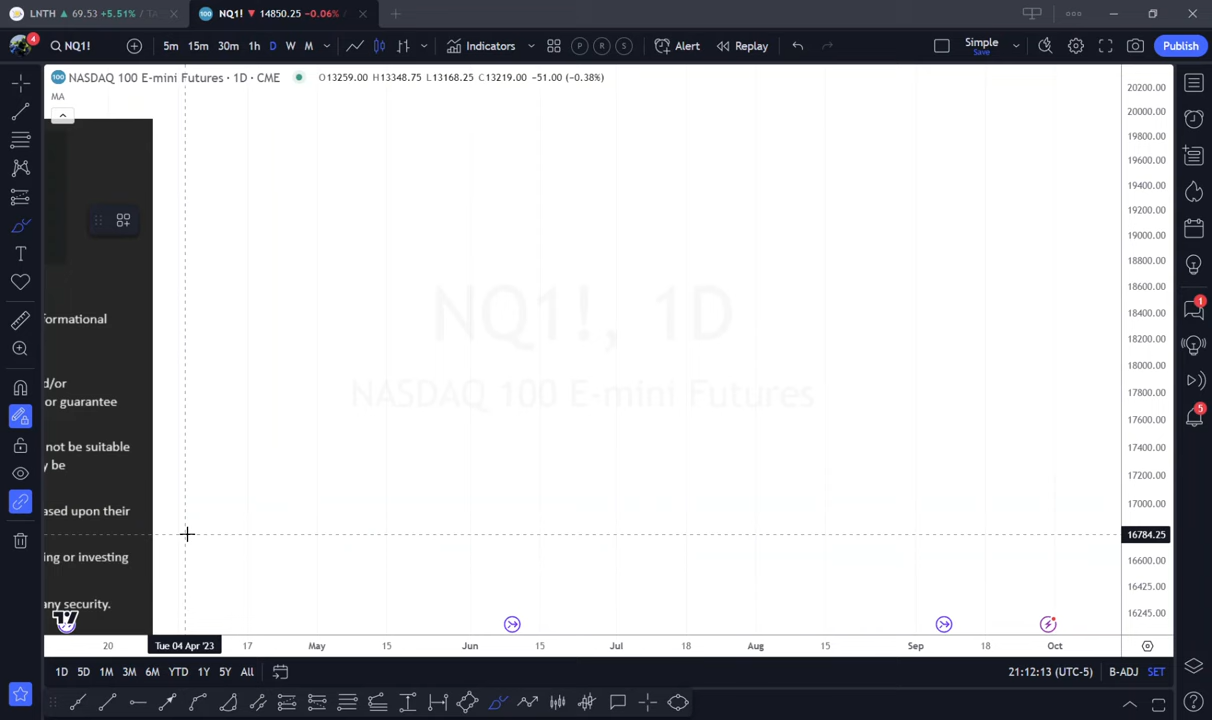 LNTH ▲ 69.53 +5.51% / TA
NQ1! ▼ 14850.25 -0.06% /
4
NQ1!
5m 15m 30m 1h D W M
Indicators
P R S
Alert
Replay
Simple
Save
Publish
100 NASDAQ 100 E-mini Futures · 1D · CME
O13259.00 H13348.75 L13168.25 C13219.00 -51.00 (-0.38%)
MA
NQ1!, 1D
NASDAQ 100 E-mini Futures
formational
d/or
or guarantee
not be suitable
y be
ased upon their
ing or investing
any security.
20200.00
20000.00
19800.00
19600.00
19400.00
19200.00
19000.00
18800.00
18600.00
18400.00
18200.00
18000.00
17800.00
17600.00
17400.00
17200.00
17000.00
16784.25
16600.00
16425.00
16245.00
1
5
20 Tue 04 Apr '23 17 May 15 Jun 15 Jul 18 Aug 15 Sep 18 Oct
1D 5D 1M 3M 6M YTD 1Y 5Y All
21:12:13 (UTC-5) B-ADJ SET